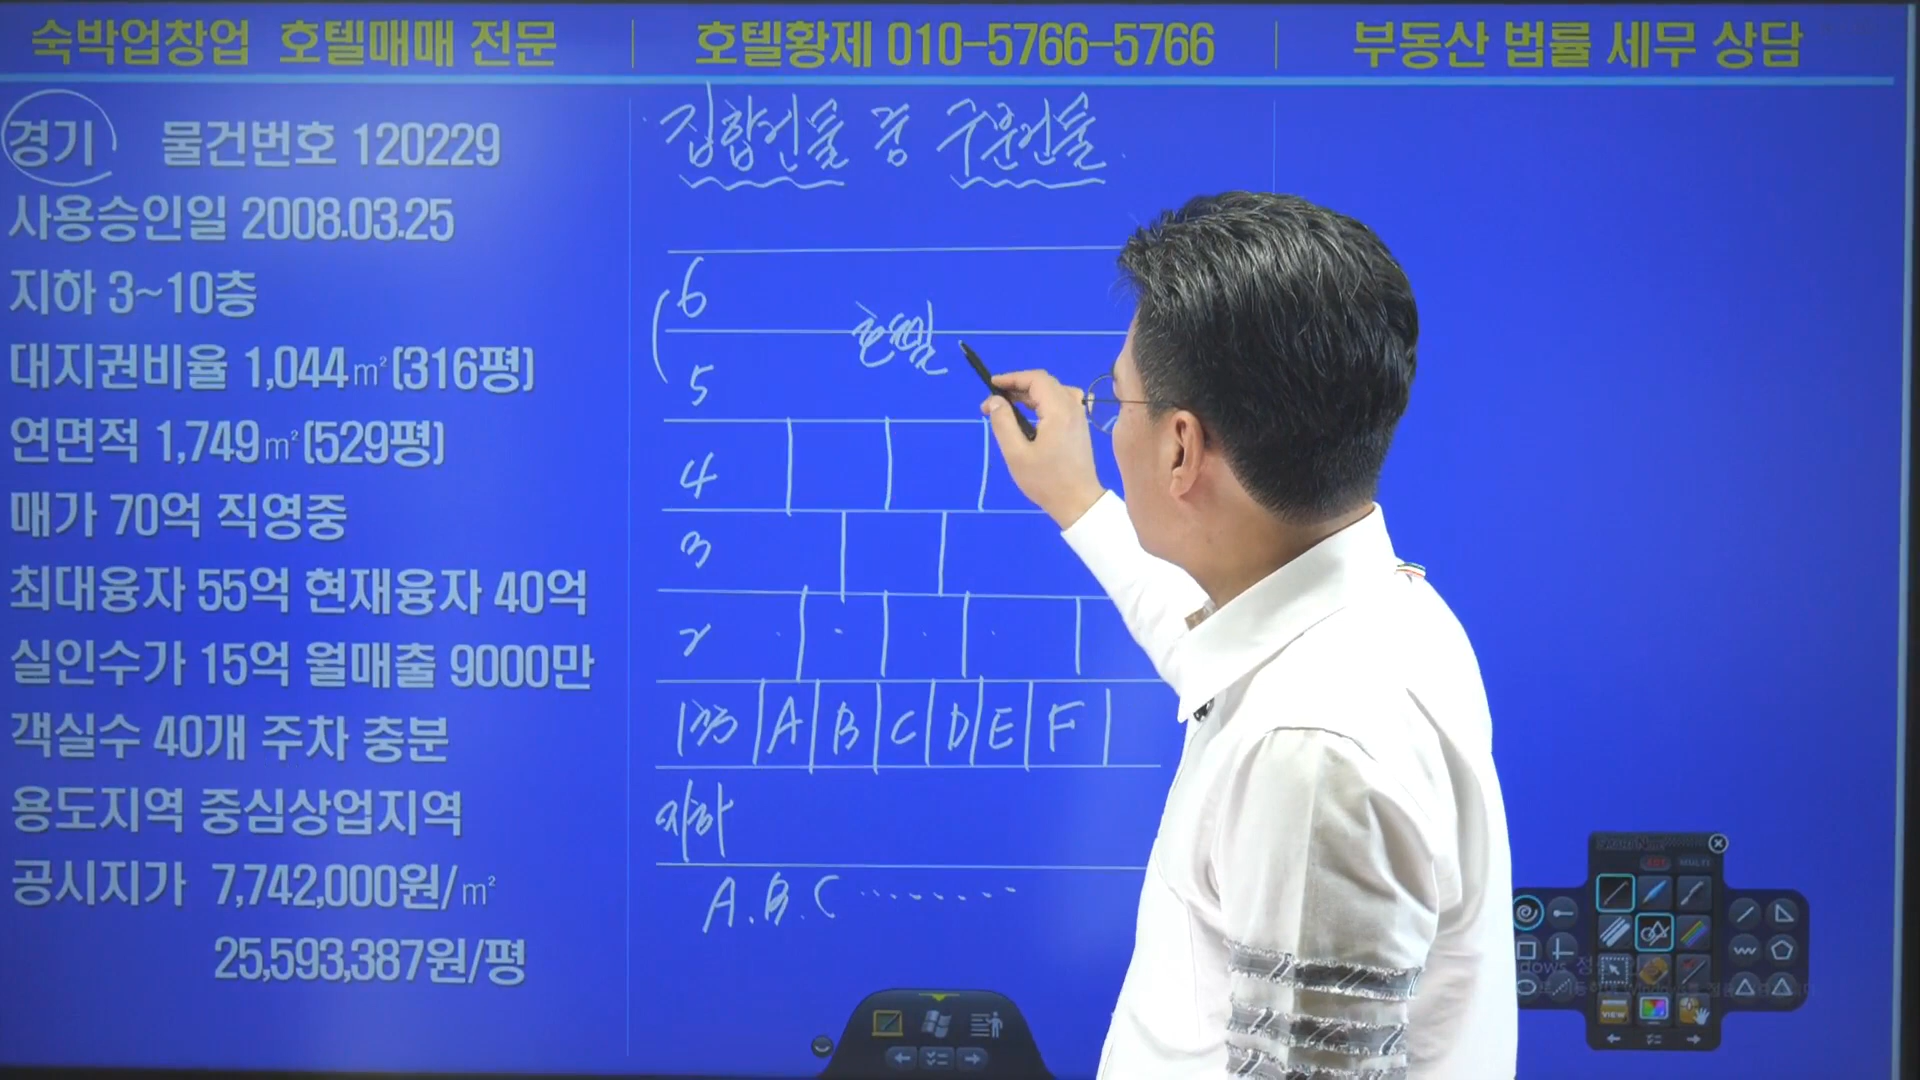 숙박업창업 호텔매매 전문
호텔황제 010-5766-5766
부동산 법률 세무 상담
경기 물건번호 120229
사용승인일 2008.03.25
지하 3~10층
대지권비율 1,044㎡(316평)
연면적 1,749㎡(529평)
매가 70억 직영중
최대융자 55억 현재융자 40억
실인수가 15억 월매출 9000만
객실수 40개 주차 충분
용도지역 중심상업지역
공시지가 7,742,000원/㎡
25,593,387원/평
집합건물 중 구분건물
6
호텔
5
4
3
2
1층 A B C D E F
지하
A.B.C........
MULTI
VIEW